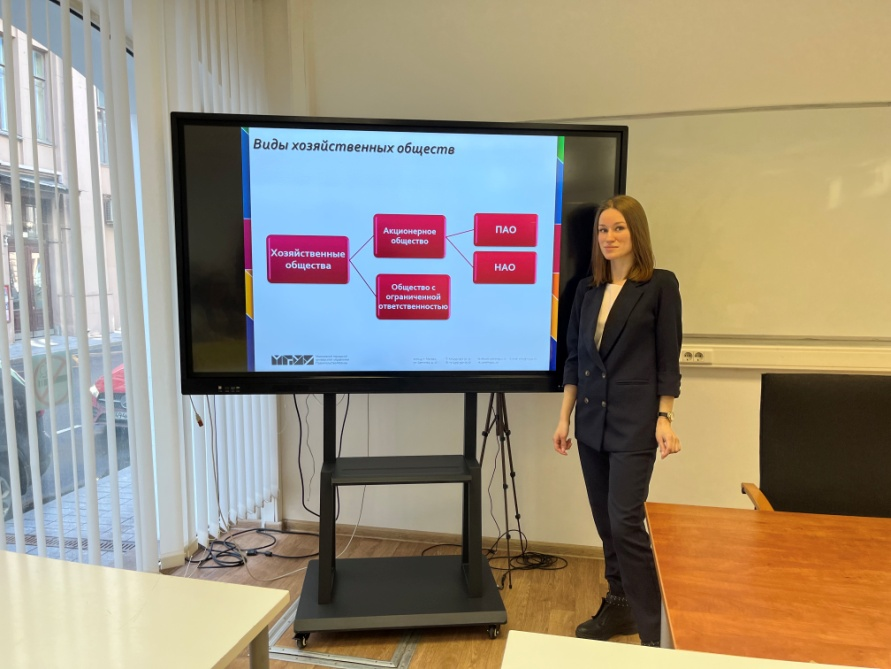 Виды хозяйственных обществ
Хозяйственные
общества
Акционерное
общество
ПАО
НАО
Общество с
ограниченной
ответственностью